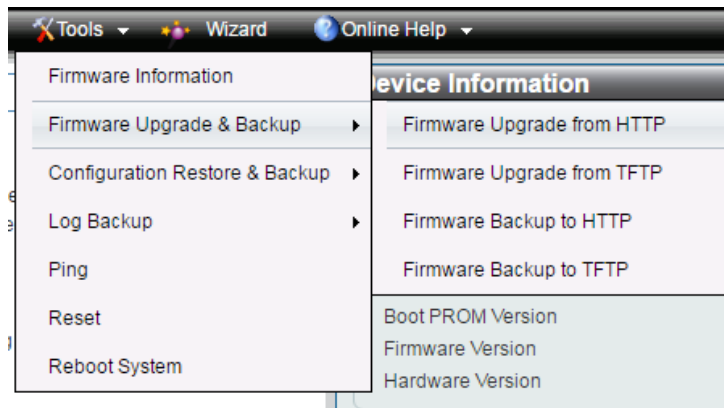 Tools Wizard Online Help
Device Information
Firmware Information
Firmware Upgrade & Backup
Configuration Restore & Backup
Log Backup
Ping
Reset
Reboot System
Firmware Upgrade from HTTP
Firmware Upgrade from TFTP
Firmware Backup to HTTP
Firmware Backup to TFTP
Boot PROM Version
Firmware Version
Hardware Version